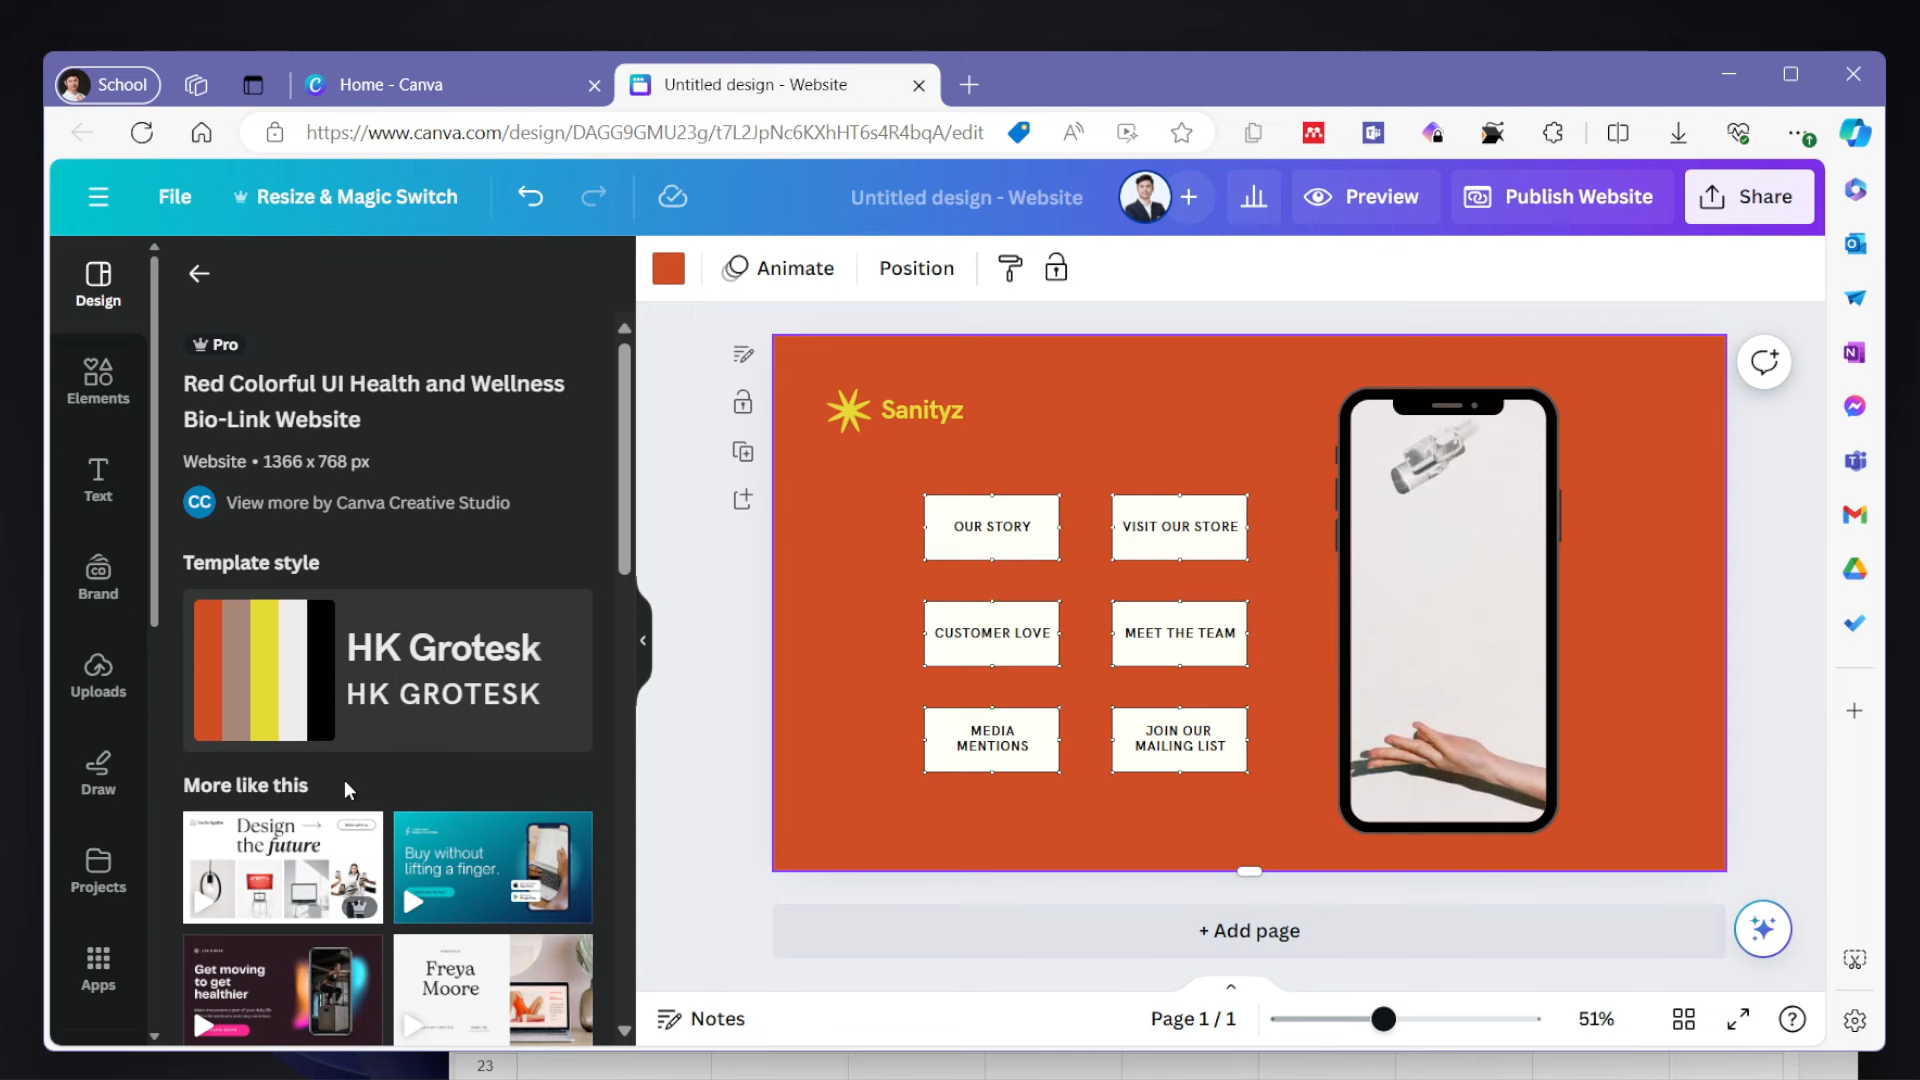 School
Home - Canva
Untitled design - Website
https://www.canva.com/design/DAGG9GMU23g/t7L2JpNc6KXhHT6s4R4bqA/edit
File
Resize & Magic Switch
Untitled design - Website
Preview
Publish Website
Share
Design
Elements
Text
Brand
Uploads
Draw
Projects
Apps
Pro
Red Colorful UI Health and Wellness
Bio-Link Website
Website • 1366 x 768 px
CC
View more by Canva Creative Studio
Template style
HK Grotesk
HK GROTESK
More like this
Design
the future
Buy without
lifting a finger.
Get moving
to get
healthier
Freya
Moore
Animate
Position
Sanityz
OUR STORY
VISIT OUR STORE
CUSTOMER LOVE
MEET THE TEAM
MEDIA
MENTIONS
JOIN OUR
MAILING LIST
+ Add page
Notes
Page 1 / 1
51%
23